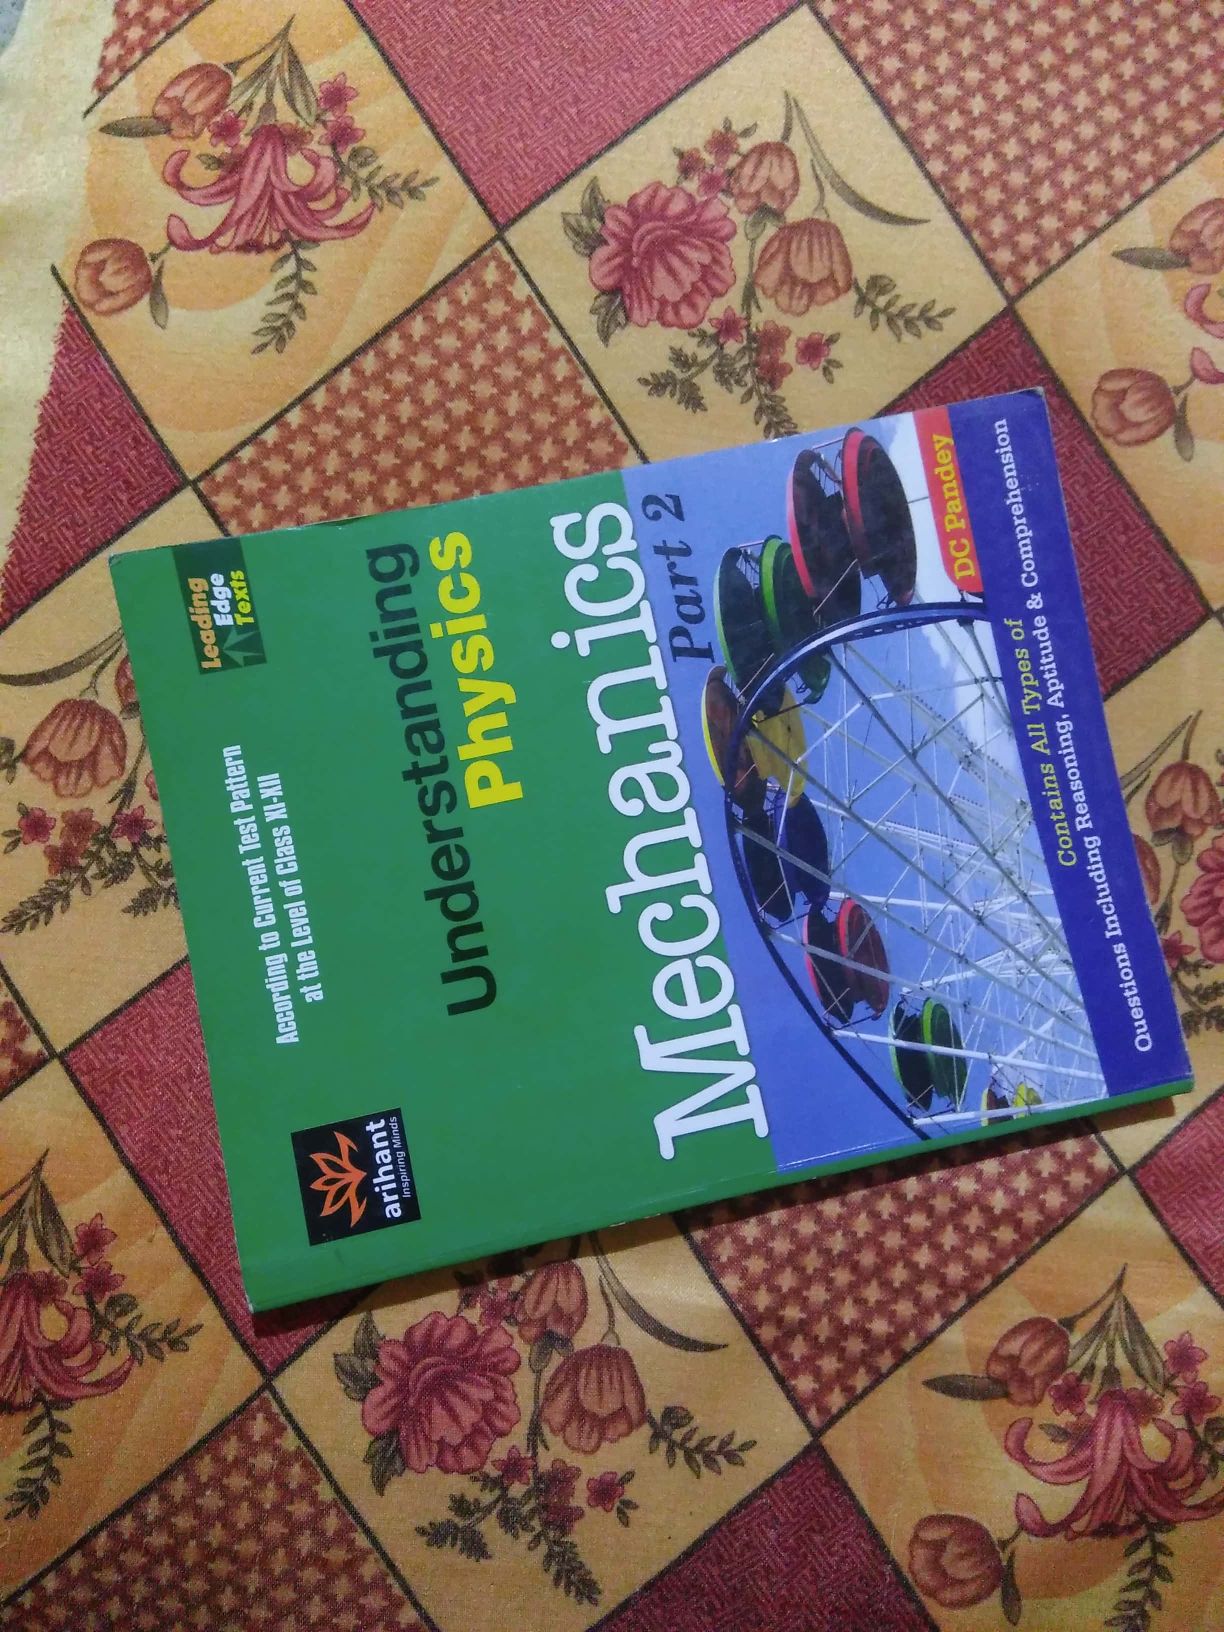 Leading
Edge
Texts
According to Current Test Pattern
at the Level of Class XI-XII
arihant
Inspiring Minds
Understanding
Physics
Mechanics
Part 2
DC Pandey
Contains All Types of
Questions Including Reasoning, Aptitude & Comprehension